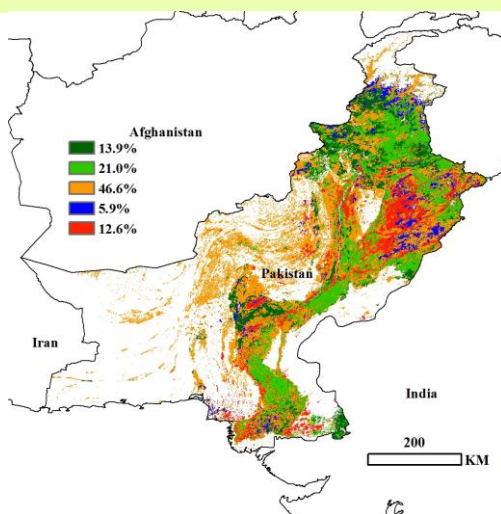 Afghanistan
13.9%
21.0%
46.6%
5.9%
12.6%
Pakistan
Iran
India
200
KM